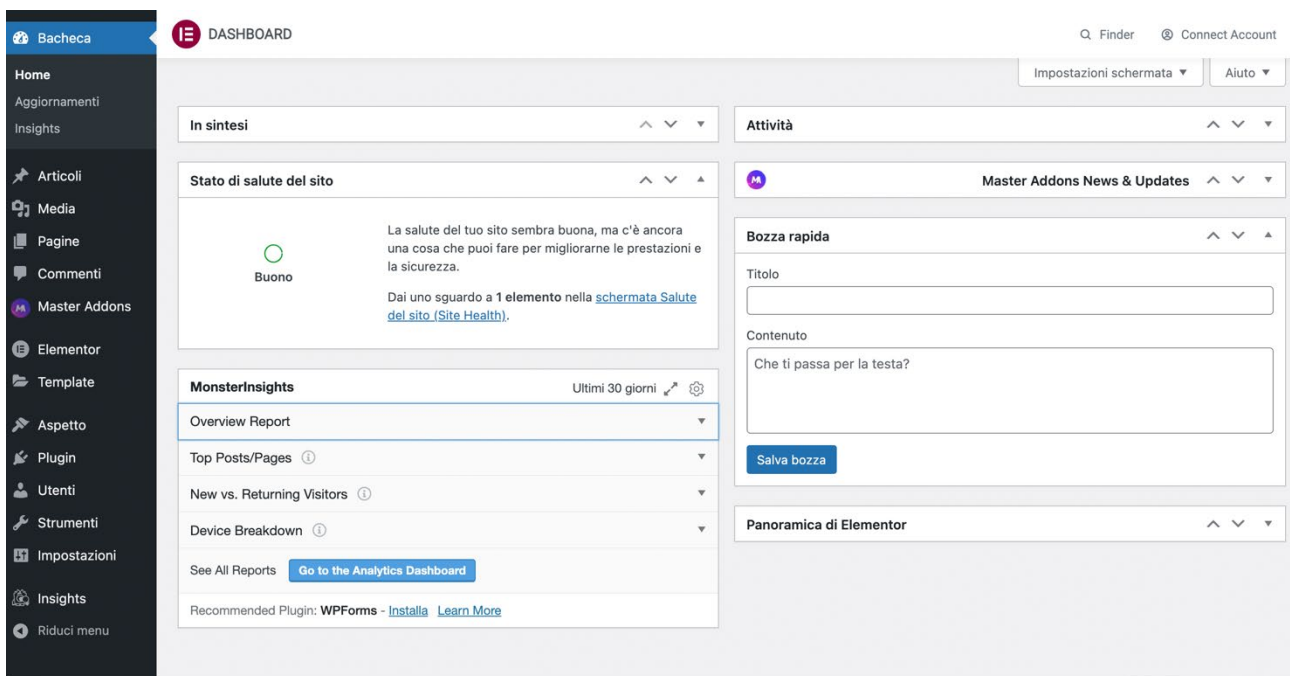 Bacheca
Home
Aggiornamenti
Insights
Articoli
Media
Pagine
Commenti
Master Addons
Elementor
Template
Aspetto
Plugin
Utenti
Strumenti
Impostazioni
Insights
Riduci menu
DASHBOARD
Finder
Connect Account
Impostazioni schermata
Aiuto
In sintesi
Stato di salute del sito
Buono
La salute del tuo sito sembra buona, ma c'è ancora
una cosa che puoi fare per migliorarne le prestazioni e
la sicurezza.
Dai uno sguardo a 1 elemento nella schermata Salute
del sito (Site Health).
MonsterInsights
Ultimi 30 giorni
Overview Report
Top Posts/Pages
New vs. Returning Visitors
Device Breakdown
See All Reports
Go to the Analytics Dashboard
Recommended Plugin: WPForms - Installa Learn More
Attività
Master Addons News & Updates
Bozza rapida
Titolo
Contenuto
Che ti passa per la testa?
Salva bozza
Panoramica di Elementor